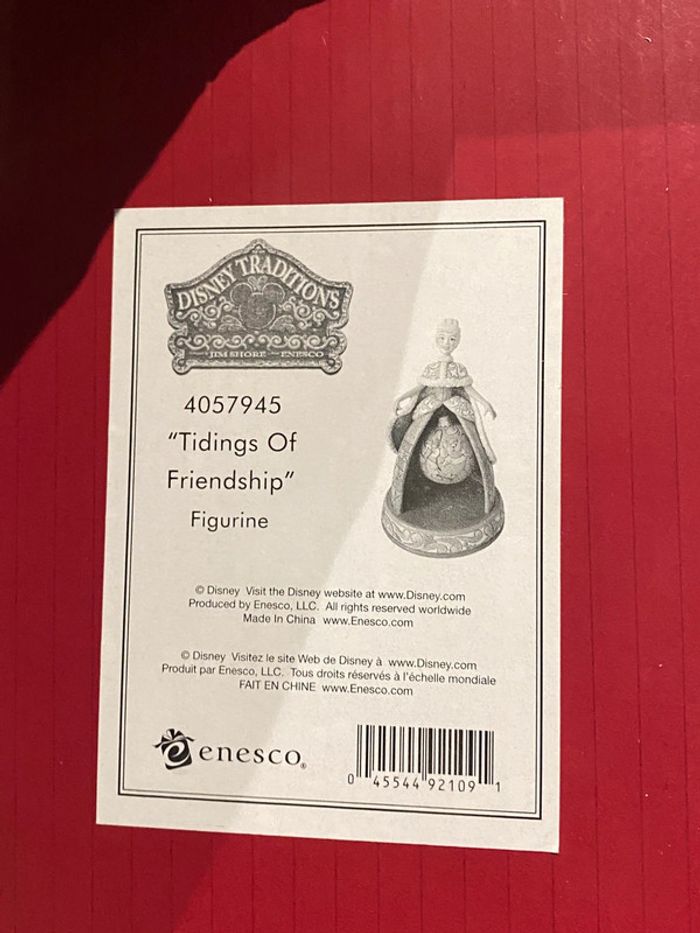 DISNEY TRADITIONS
JIM SHORE ENESCO
4057945
“Tidings Of
Friendship”
Figurine
© Disney Visit the Disney website at www.Disney.com
Produced by Enesco, LLC. All rights reserved worldwide
Made In China www.Enesco.com
© Disney Visitez le site Web de Disney à www.Disney.com
Produit par Enesco, LLC. Tous droits réservés à l'échelle mondiale
FAIT EN CHINE www.Enesco.com
enesco®
0 45544 92109 1